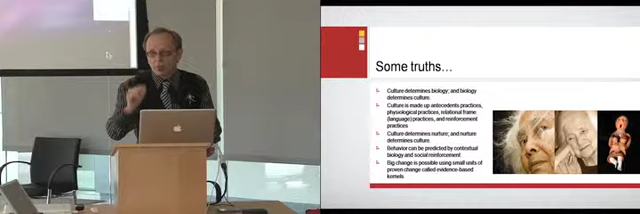 Some truths...
Culture determines biology; and biology
determines culture.
Culture is made up antecedents practices,
physiological practices, relational frame
(language) practices, and reinforcement
practices
Culture determines nurture; and nurture
determines culture.
Behavior can be predicted by contextual
biology and social reinforcement
Big change is possible using small units of
proven change called evidence-based
kernels